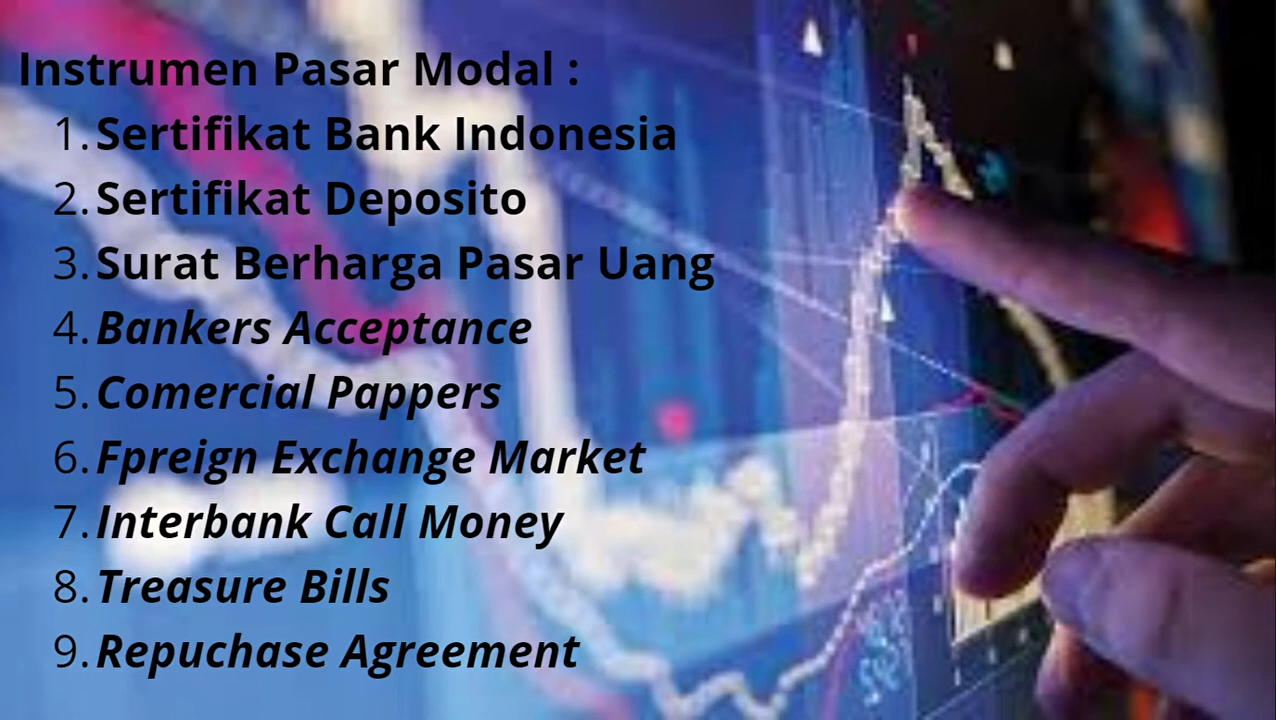 Instrumen Pasar Modal :
1. Sertifikat Bank Indonesia
2. Sertifikat Deposito
3. Surat Berharga Pasar Uang
4. Bankers Acceptance
5. Comercial Pappers
6. Fpreign Exchange Market
7. Interbank Call Money
8. Treasure Bills
9. Repuchase Agreement